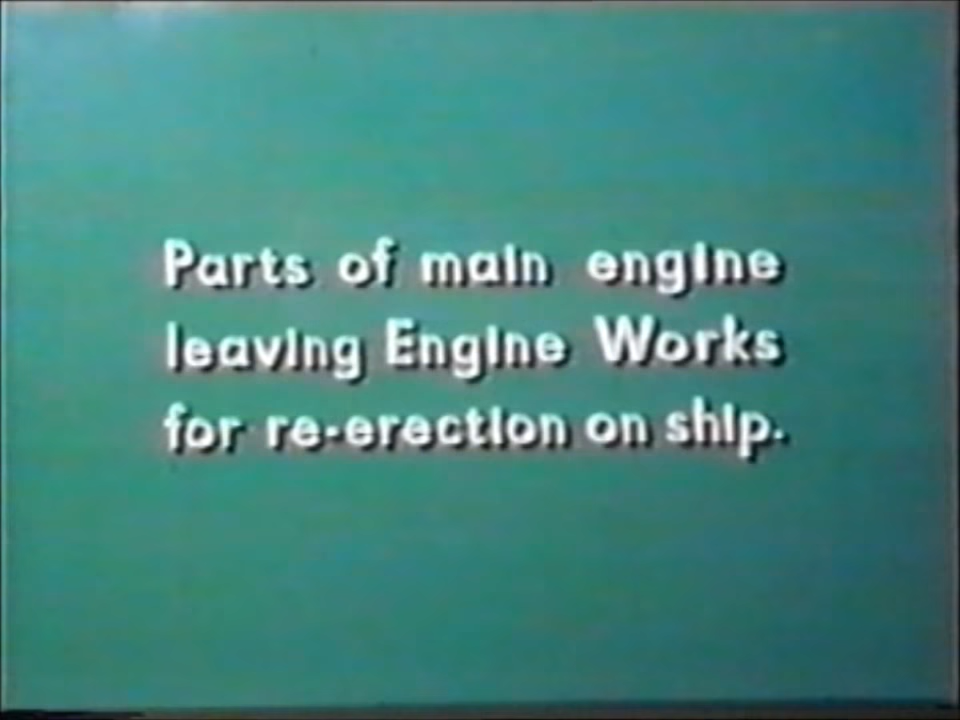 Parts of main engine
leaving Engine Works
for re-erection on ship.